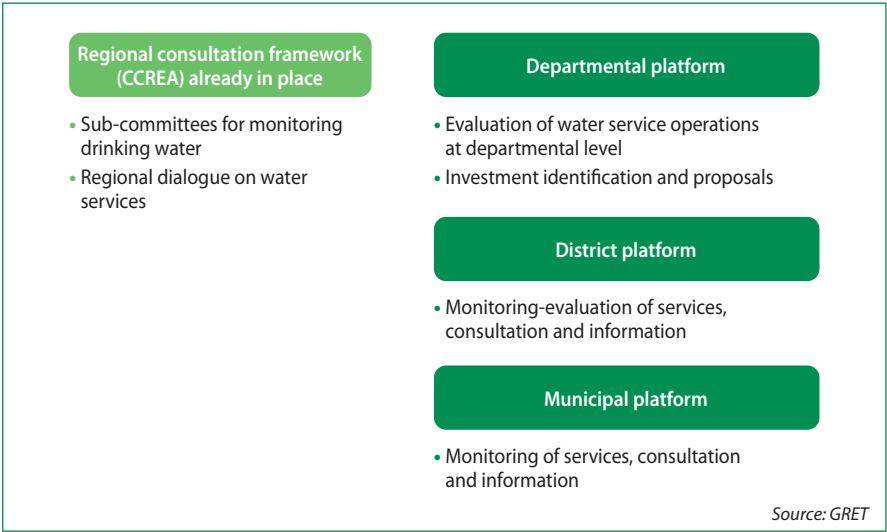 Regional consultation framework
(CCREA) already in place
• Sub-committees for monitoring
drinking water
• Regional dialogue on water
services
Departmental platform
• Evaluation of water service operations
at departmental level
• Investment identification and proposals
District platform
• Monitoring-evaluation of services,
consultation and information
Municipal platform
• Monitoring of services, consultation
and information
Source: GRET